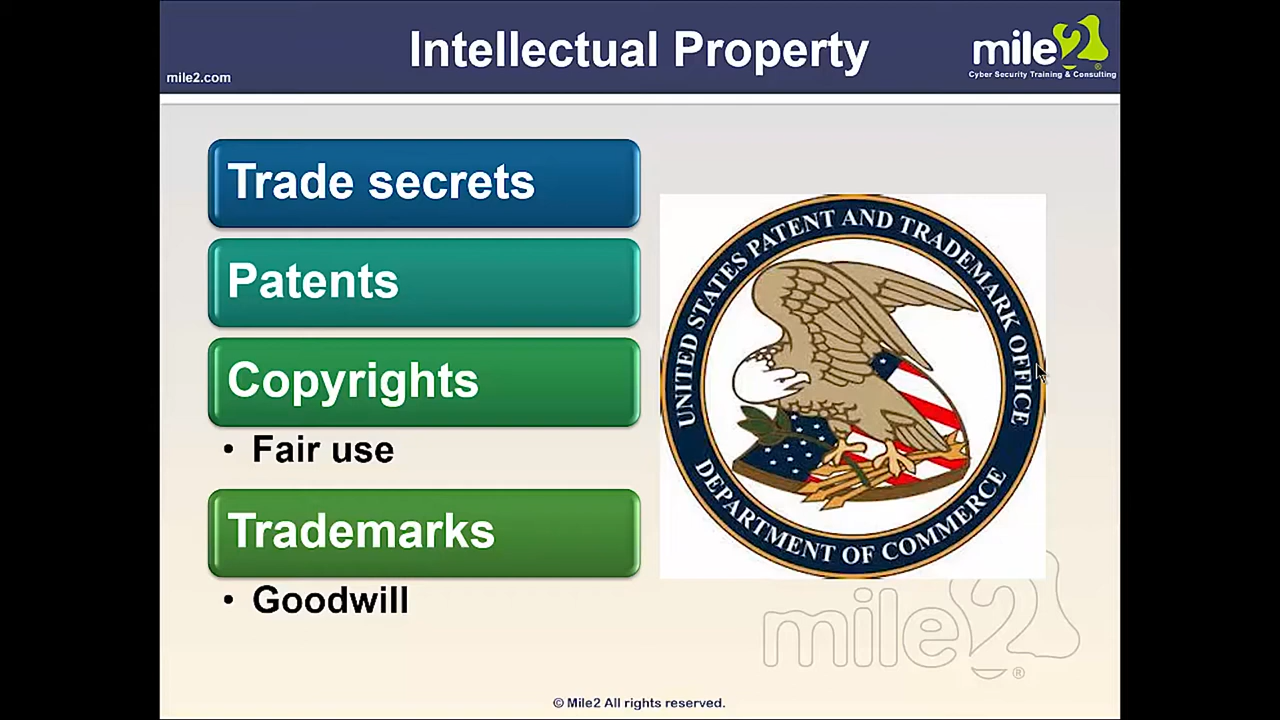 Intellectual Property
mile2.com
mile2®
Cyber Security Training & Consulting
Trade secrets
Patents
Copyrights
• Fair use
Trademarks
• Goodwill
UNITED STATES PATENT AND TRADEMARK OFFICE
DEPARTMENT OF COMMERCE
mile2®
© Mile2 All rights reserved.